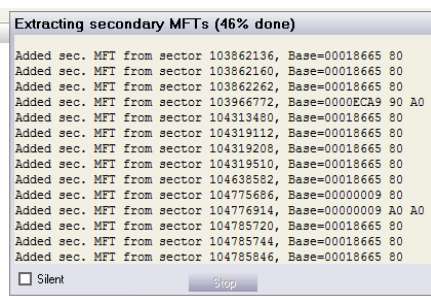 Extracting secondary MFTs (46% done)
Added sec. MFT from sector 103862136, Base=00018665 80
Added sec. MFT from sector 103862160, Base=00018665 80
Added sec. MFT from sector 103862262, Base=00018665 80
Added sec. MFT from sector 103966772, Base=0000ECA9 90 A0
Added sec. MFT from sector 104313480, Base=00018665 80
Added sec. MFT from sector 104319112, Base=00018665 80
Added sec. MFT from sector 104319208, Base=00018665 80
Added sec. MFT from sector 104319510, Base=00018665 80
Added sec. MFT from sector 104638582, Base=00018665 80
Added sec. MFT from sector 104775686, Base=00000009 80
Added sec. MFT from sector 104776914, Base=00000009 A0 A0
Added sec. MFT from sector 104785720, Base=00018665 80
Added sec. MFT from sector 104785744, Base=00018665 80
Added sec. MFT from sector 104785846, Base=00018665 80
Silent
Stop